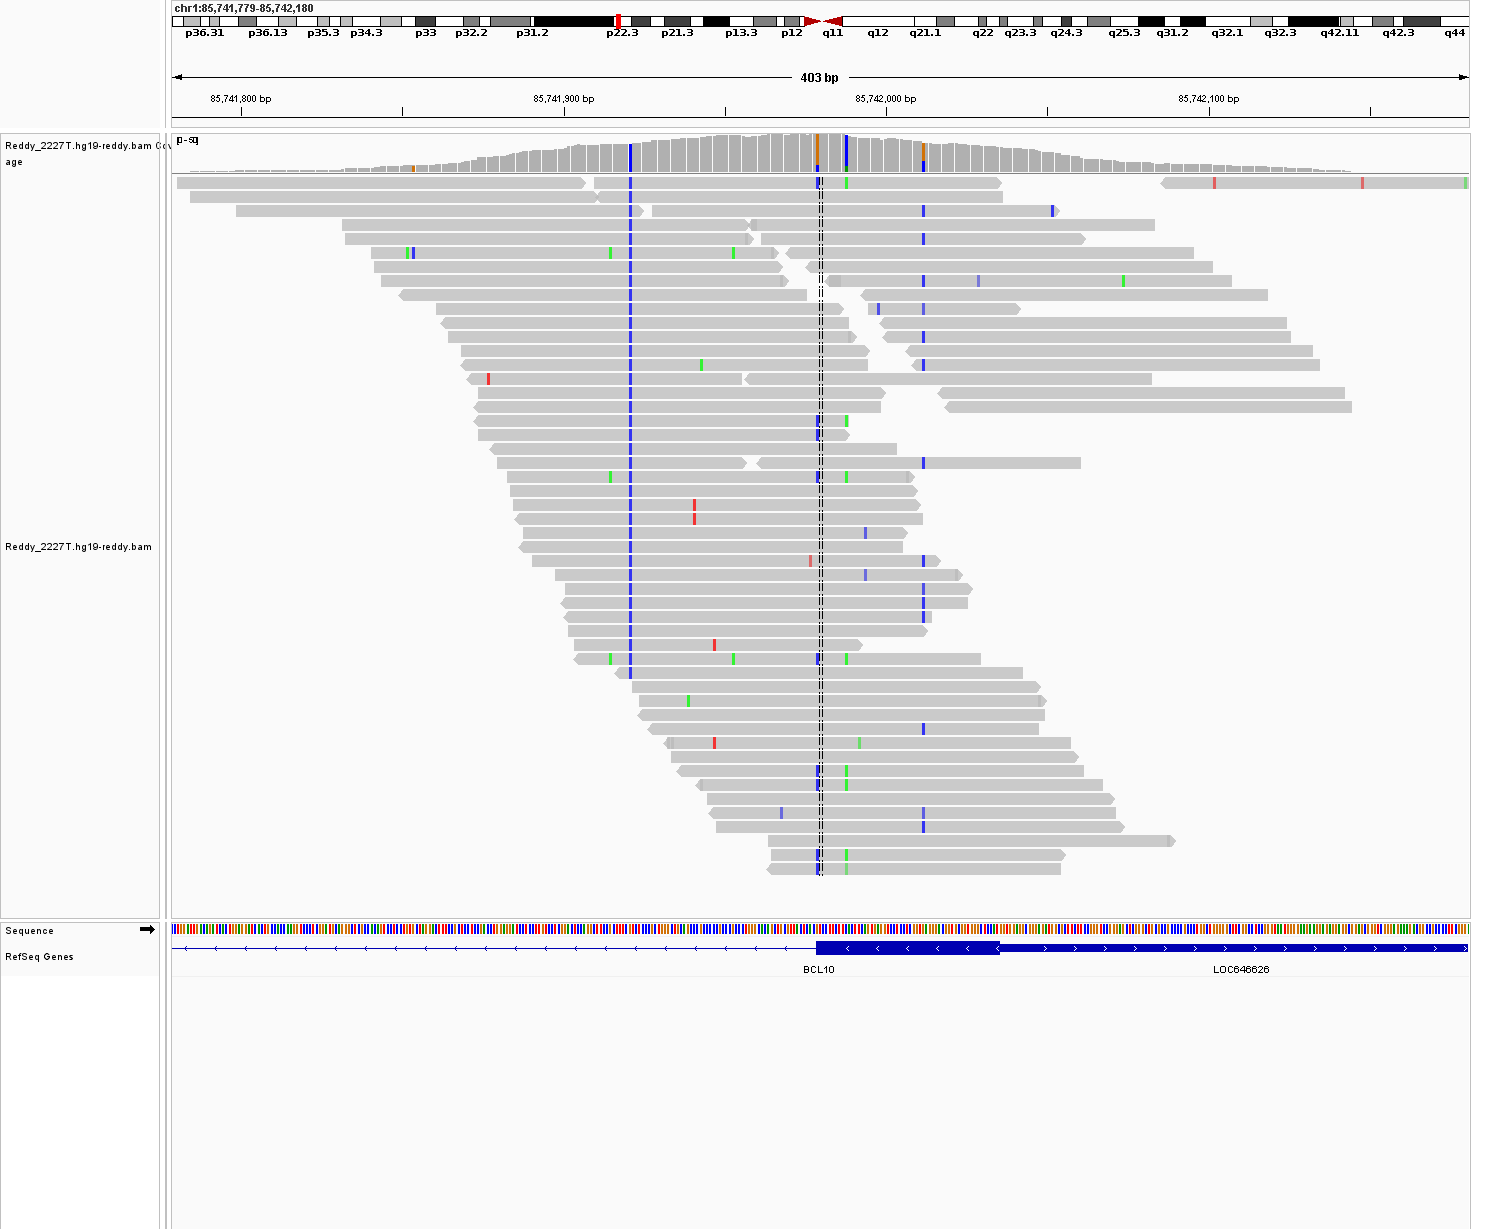 chr1:85,741,779-85,742,180
p36.31 p36.13 p35.3 p34.3 p33 p32.2 p31.2 p22.3 p21.3 p13.3 p12 q11 q12 q21.1 q22 q23.3 q24.3 q25.3 q31.2 q32.1 q32.3 q42.11 q42.3 q44
403 bp
85,741,800 bp 85,741,900 bp 85,742,000 bp 85,742,100 bp
Reddy_2227T.hg19-reddy.bam Cov
age
Reddy_2227T.hg19-reddy.bam
Sequence
RefSeq Genes
BCL10 LOC646626